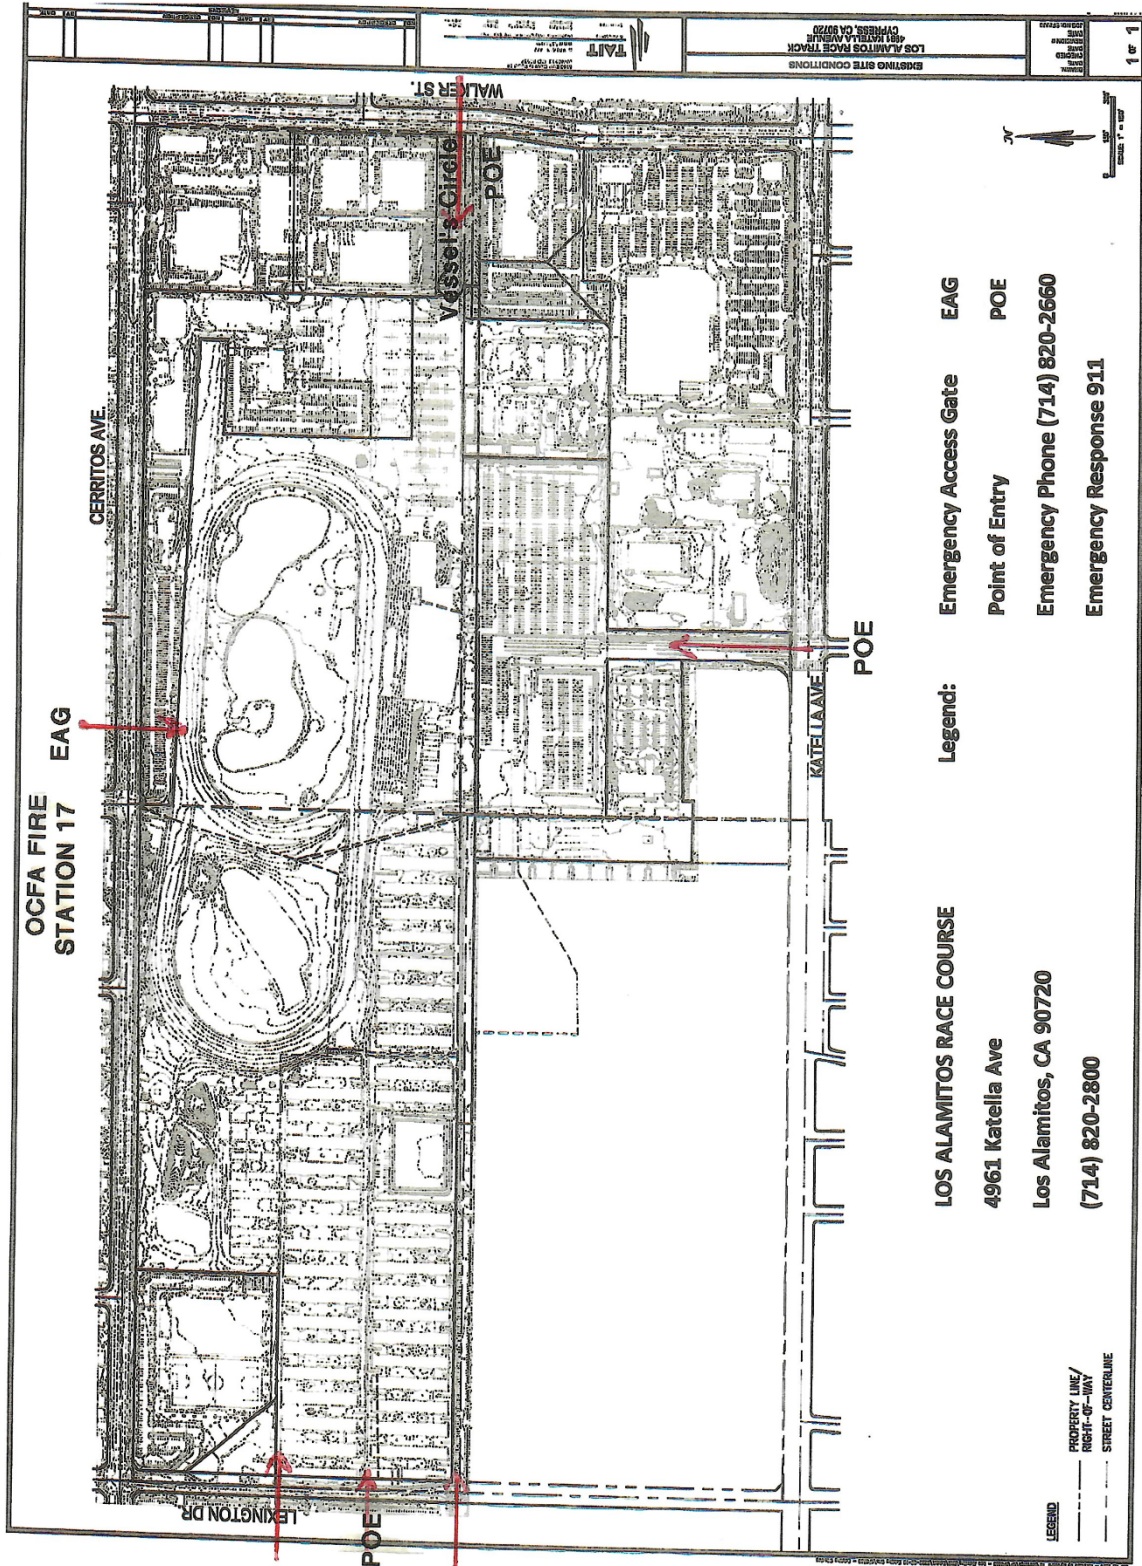 OCFA FIRE
STATION 17
EAG
CERRITOS AVE.
LEXINGTON DR
WALKER ST.
Vessel's Circle
POE
POE
POE
KATELLA AVE.
LOS ALAMITOS RACE COURSE
4961 Katella Ave
Los Alamitos, CA 90720
(714) 820-2800
Legend:
Emergency Access Gate EAG
Point of Entry POE
Emergency Phone (714) 820-2660
Emergency Response 911
LEGEND
PROPERTY LINE/
RIGHT-OF-WAY
STREET CENTERLINE
N
TAIT
EXISTING SITE CONDITIONS
LOS ALAMITOS RACE TRACK
4961 KATELLA AVENUE
CYPRESS, CA 90720
1 OF 1